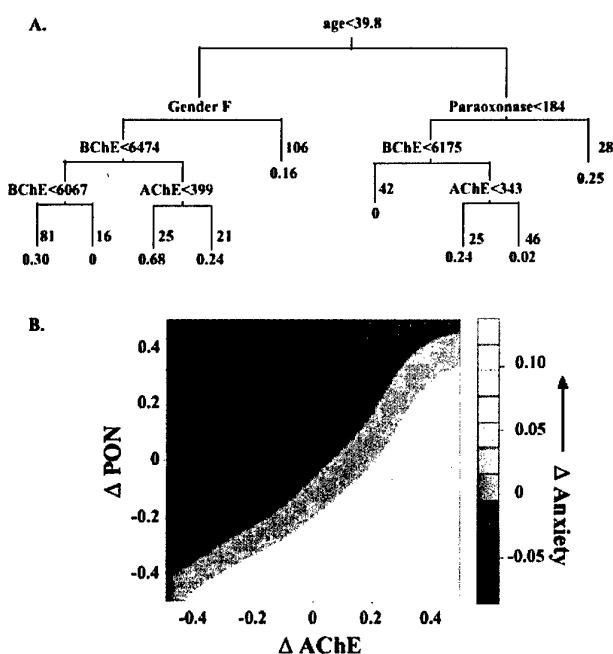 A.
age<39.8
Gender F
Paraoxonase<184
BChE<6474
106
0.16
BChE<6175
28
0.25
BChE<6067
AChE<399
42
0
AChE<343
81
16
25
21
25
46
0.30
0
0.68
0.24
0.24
0.02
B.
0.4
0.2
0
-0.2
-0.4
Δ PON
-0.4
-0.2
0
0.2
0.4
Δ AChE
0.10
0.05
0
-0.05
Δ Anxiety